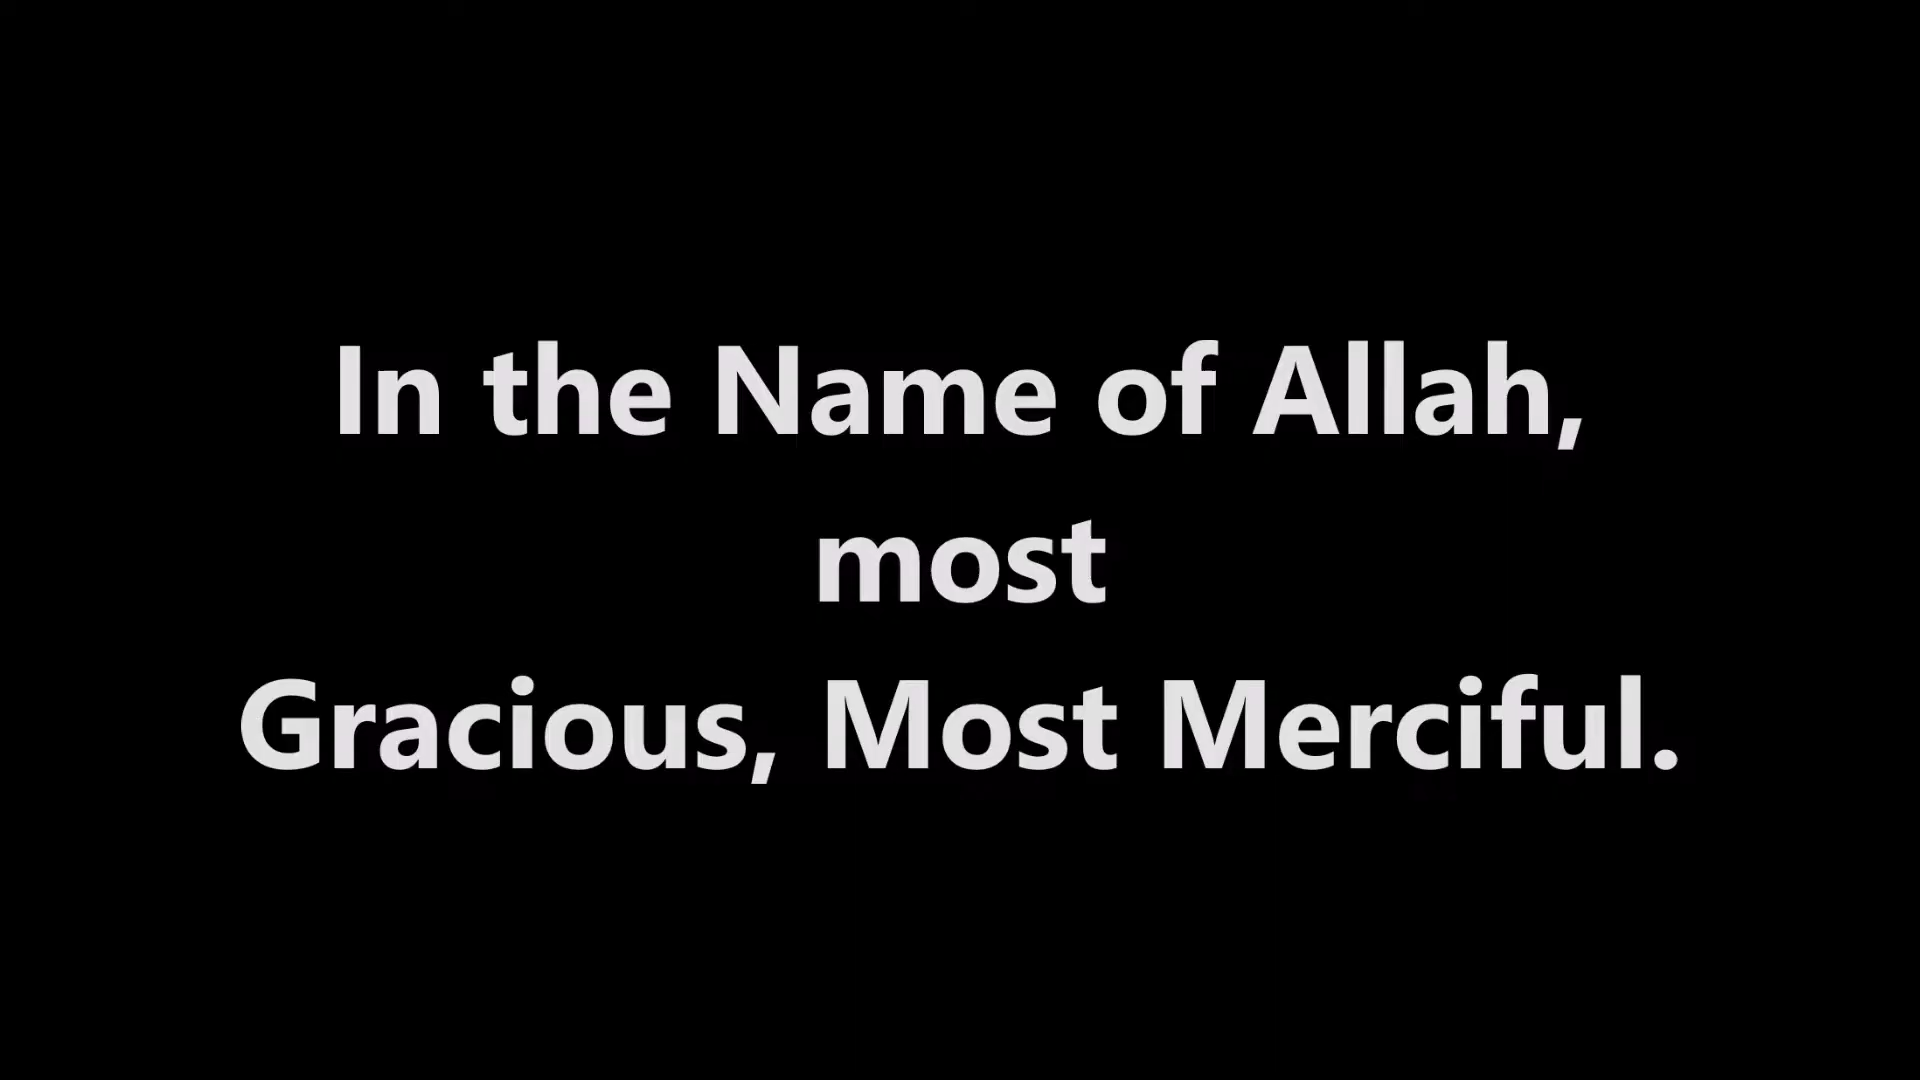 In the Name of Allah,
most
Gracious, Most Merciful.